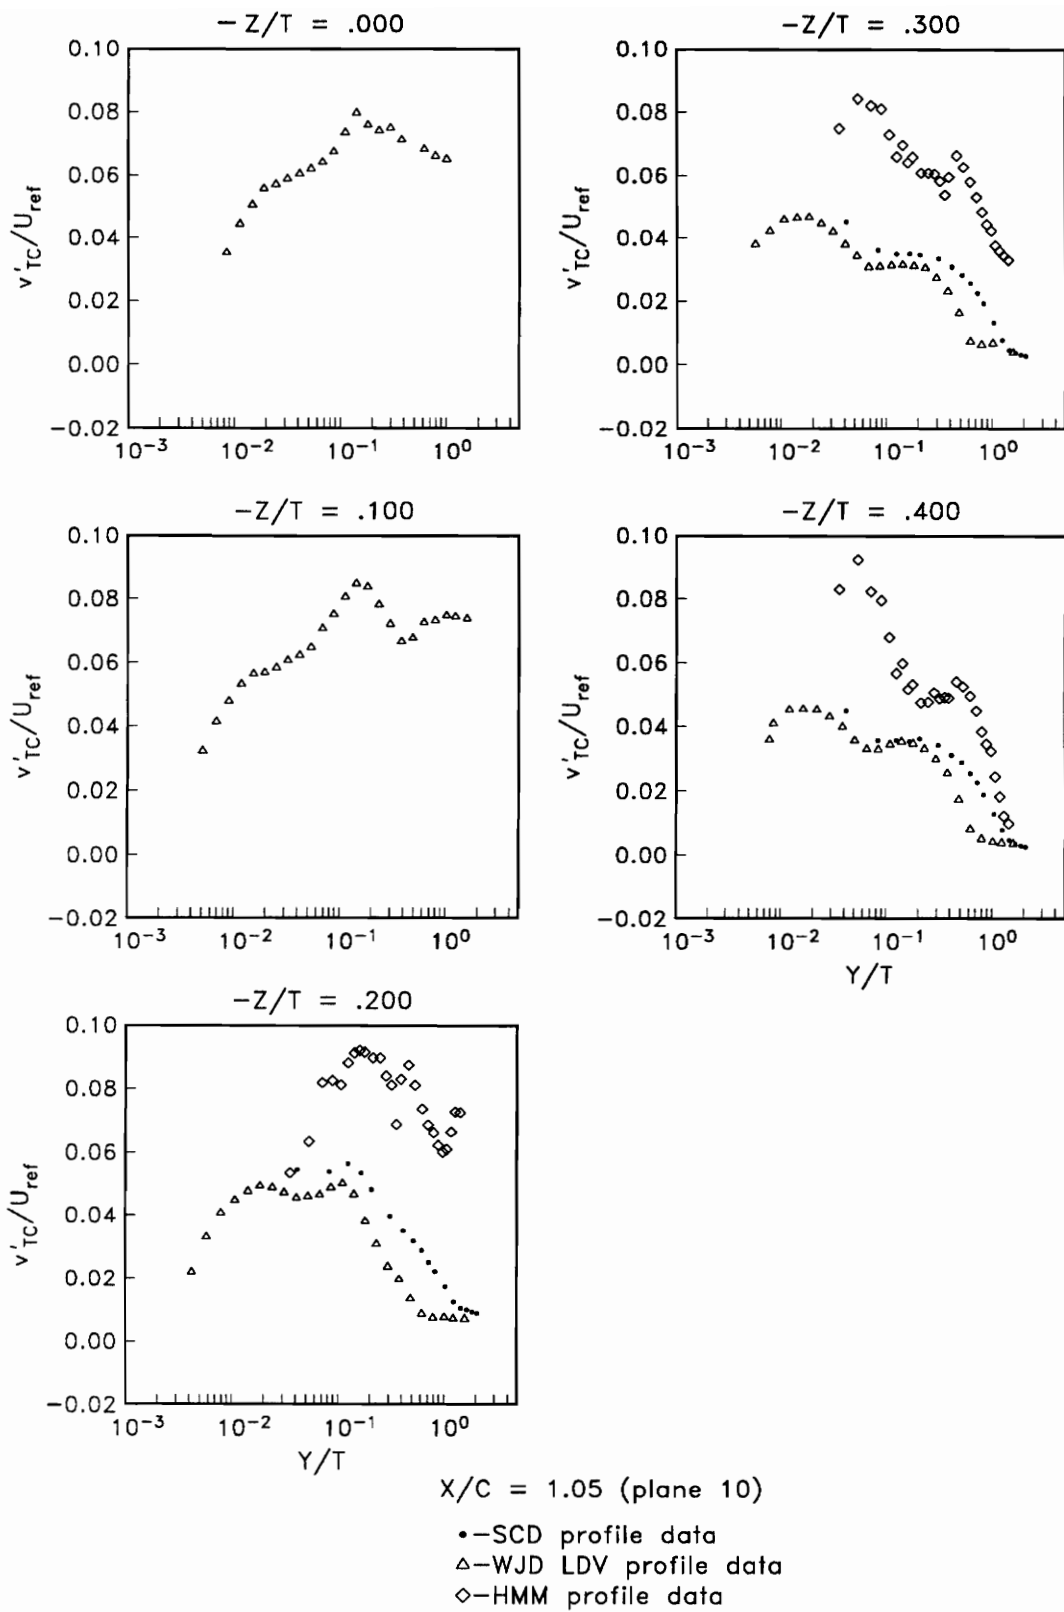 −Z/T = .000
0.10
0.08
0.06
0.04
0.02
0.00
−0.02
v'TC/Uref
10−3 10−2 10−1 100
−Z/T = .300
0.10
0.08
0.06
0.04
0.02
0.00
−0.02
v'TC/Uref
10−3 10−2 10−1 100
−Z/T = .100
0.10
0.08
0.06
0.04
0.02
0.00
−0.02
v'TC/Uref
10−3 10−2 10−1 100
−Z/T = .400
0.10
0.08
0.06
0.04
0.02
0.00
−0.02
v'TC/Uref
10−3 10−2 10−1 100
Y/T
−Z/T = .200
0.10
0.08
0.06
0.04
0.02
0.00
−0.02
v'TC/Uref
10−3 10−2 10−1 100
Y/T
X/C = 1.05 (plane 10)
•−SCD profile data
△−WJD LDV profile data
◇−HMM profile data